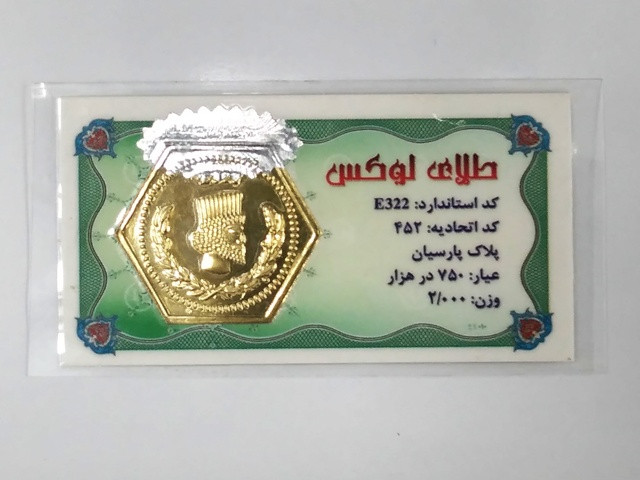 طلای لوکس
کد استاندارد: E322
کد اتحادیه: ۴۵۲
پلاک پارسیان
عیار: ۷۵۰ در هزار
وزن: ۲/۰۰۰